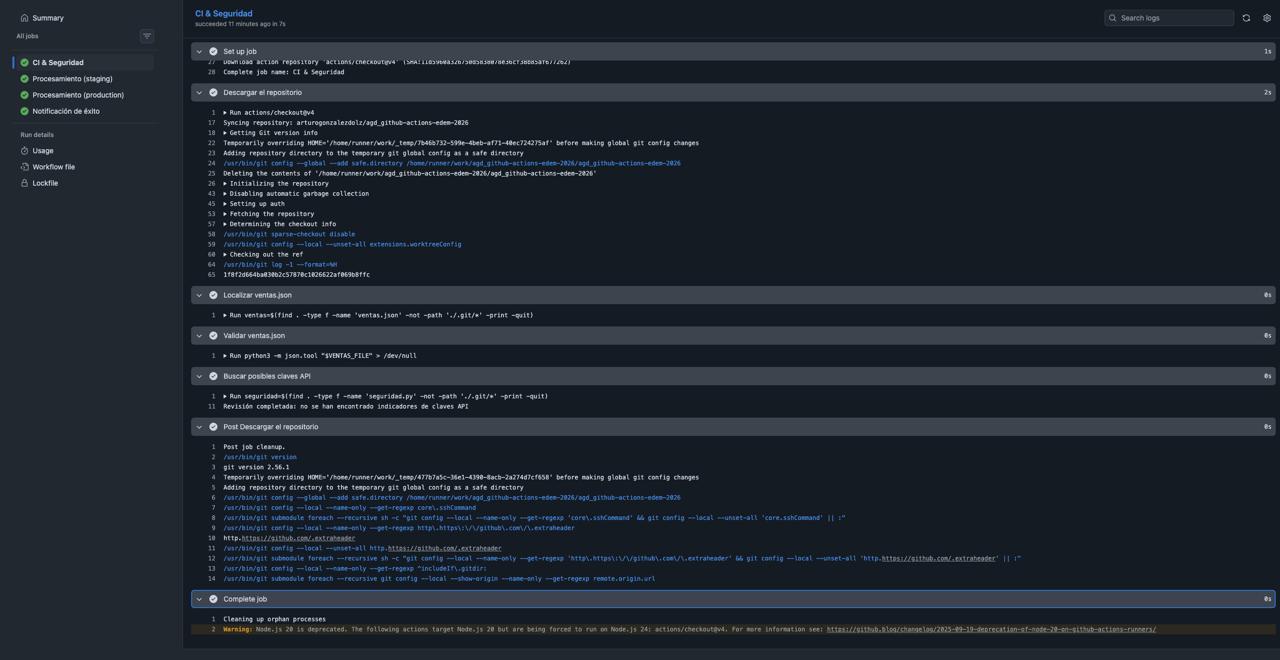 Summary
All jobs
CI & Seguridad
Procesamiento (staging)
Procesamiento (production)
Notificación de éxito
Run details
Usage
Workflow file
Lockfile
CI & Seguridad
succeeded 11 minutes ago in 7s
Search logs
Set up job 1s
27 Download action repository 'actions/checkout@v4'
28 Complete job name: CI & Seguridad
Descargar el repositorio 2s
1 Run actions/checkout@v4
17 Syncing repository: arturogonzalezdolz/agd_github-actions-edem-2026
18 Getting Git version info
22 Temporarily overriding HOME='/home/runner/work/_temp/7b46b732-599e-4beb-af71-40ec724275af' before making global git config changes
23 Adding repository directory to the temporary git global config as a safe directory
24 /usr/bin/git config --global --add safe.directory /home/runner/work/agd_github-actions-edem-2026/agd_github-actions-edem-2026
25 Deleting the contents of '/home/runner/work/agd_github-actions-edem-2026/agd_github-actions-edem-2026'
26 Initializing the repository
43 Disabling automatic garbage collection
45 Setting up auth
53 Fetching the repository
57 Determining the checkout info
58 /usr/bin/git sparse-checkout disable
59 /usr/bin/git config --local --unset-all extensions.worktreeConfig
60 Checking out the ref
64 /usr/bin/git log -1 --format=%H
65 1f8f2d664ba030b2c57870c1026622af069b8ffc
Localizar ventas.json 0s
1 Run ventas=$(find . -type f -name 'ventas.json' -not -path './.git/*' -print -quit)
Validar ventas.json 0s
1 Run python3 -m json.tool "$VENTAS_FILE" > /dev/null
Buscar posibles claves API 0s
1 Run seguridad=$(find . -type f -name 'seguridad.py' -not -path './.git/*' -print -quit)
11 Revisión completada: no se han encontrado indicadores de claves API
Post Descargar el repositorio 0s
1 Post job cleanup.
2 /usr/bin/git version
3 git version 2.56.1
4 Temporarily overriding HOME='/home/runner/work/_temp/477b7a5c-36e1-4390-8acb-2a274d7cf658' before making global git config changes
5 Adding repository directory to the temporary git global config as a safe directory
6 /usr/bin/git config --global --add safe.directory /home/runner/work/agd_github-actions-edem-2026/agd_github-actions-edem-2026
7 /usr/bin/git config --local --name-only --get-regexp core\.sshCommand
8 /usr/bin/git submodule foreach --recursive sh -c "git config --local --name-only --get-regexp 'core\.sshCommand' && git config --local --unset-all 'core.sshCommand' || :"
9 /usr/bin/git config --local --name-only --get-regexp http\.https\:\/\/github\.com\/\.extraheader
10 http.https://github.com/.extraheader
11 /usr/bin/git config --local --unset-all http.https://github.com/.extraheader
12 /usr/bin/git submodule foreach --recursive sh -c "git config --local --name-only --get-regexp 'http\.https\:\/\/github\.com\/\.extraheader' && git config --local --unset-all 'http.https://github.com/.extraheader' || :"
13 /usr/bin/git config --local --name-only --get-regexp ^includeIf\.gitdir:
14 /usr/bin/git submodule foreach --recursive git config --local --show-origin --name-only --get-regexp remote.origin.url
Complete job 0s
1 Cleaning up orphan processes
2 Warning: Node.js 20 is deprecated. The following actions target Node.js 20 but are being forced to run on Node.js 24: actions/checkout@v4. For more information see: https://github.blog/changelog/2025-09-19-deprecation-of-node-20-on-github-actions-runners/